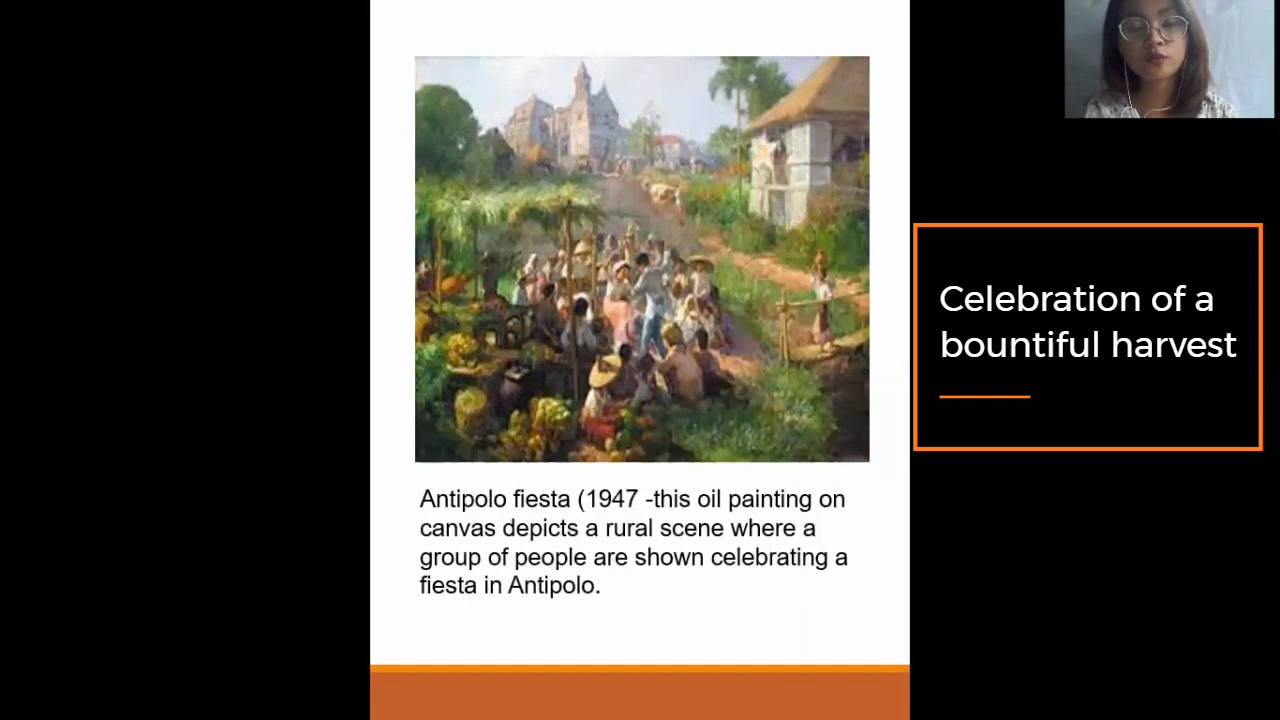 Celebration of a
bountiful harvest
Antipolo fiesta (1947 -this oil painting on
canvas depicts a rural scene where a
group of people are shown celebrating a
fiesta in Antipolo.